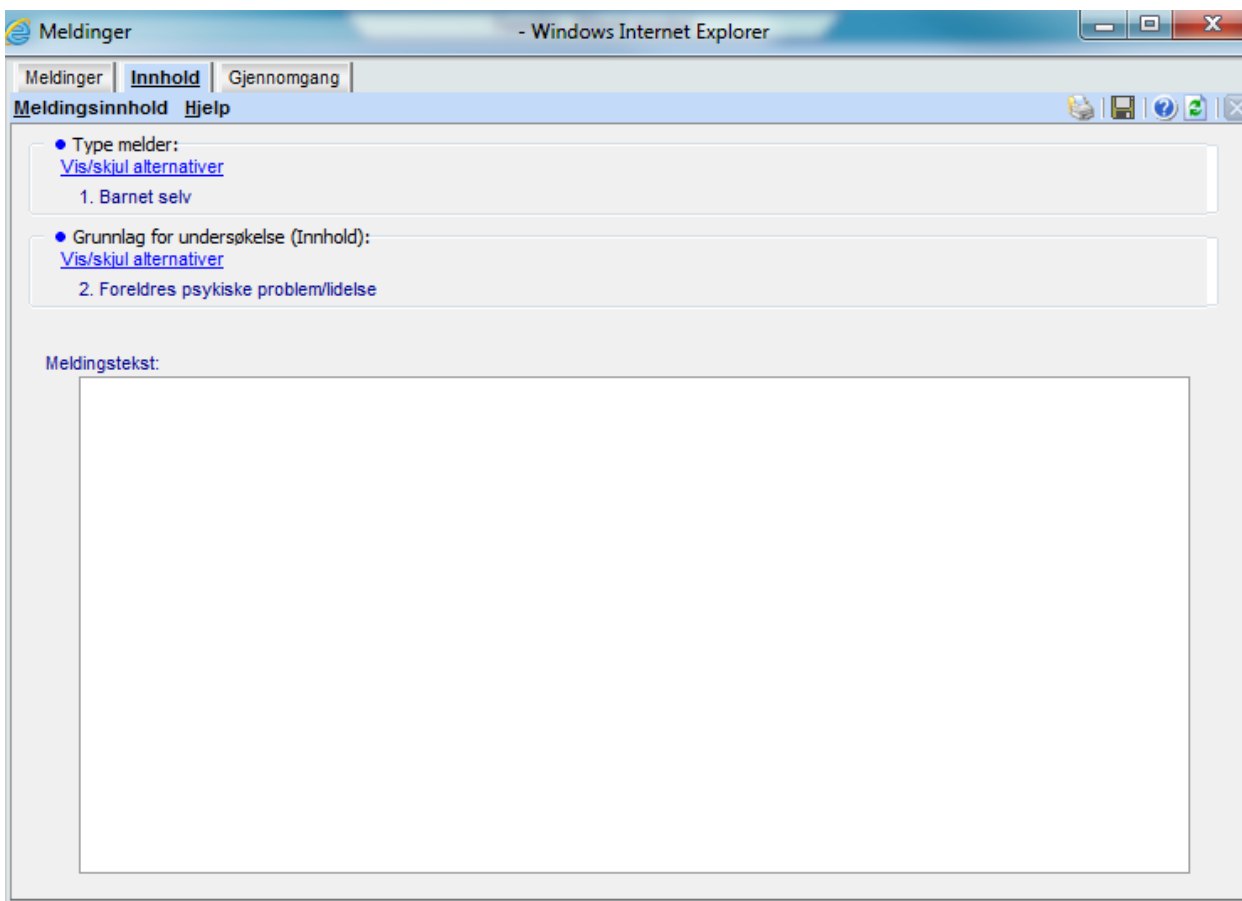 Meldinger - Windows Internet Explorer
Meldinger Innhold Gjennomgang
Meldingsinnhold Hjelp
Type melder:
Vis/skjul alternativer
1. Barnet selv
Grunnlag for undersøkelse (Innhold):
Vis/skjul alternativer
2. Foreldres psykiske problem/lidelse
Meldingstekst: